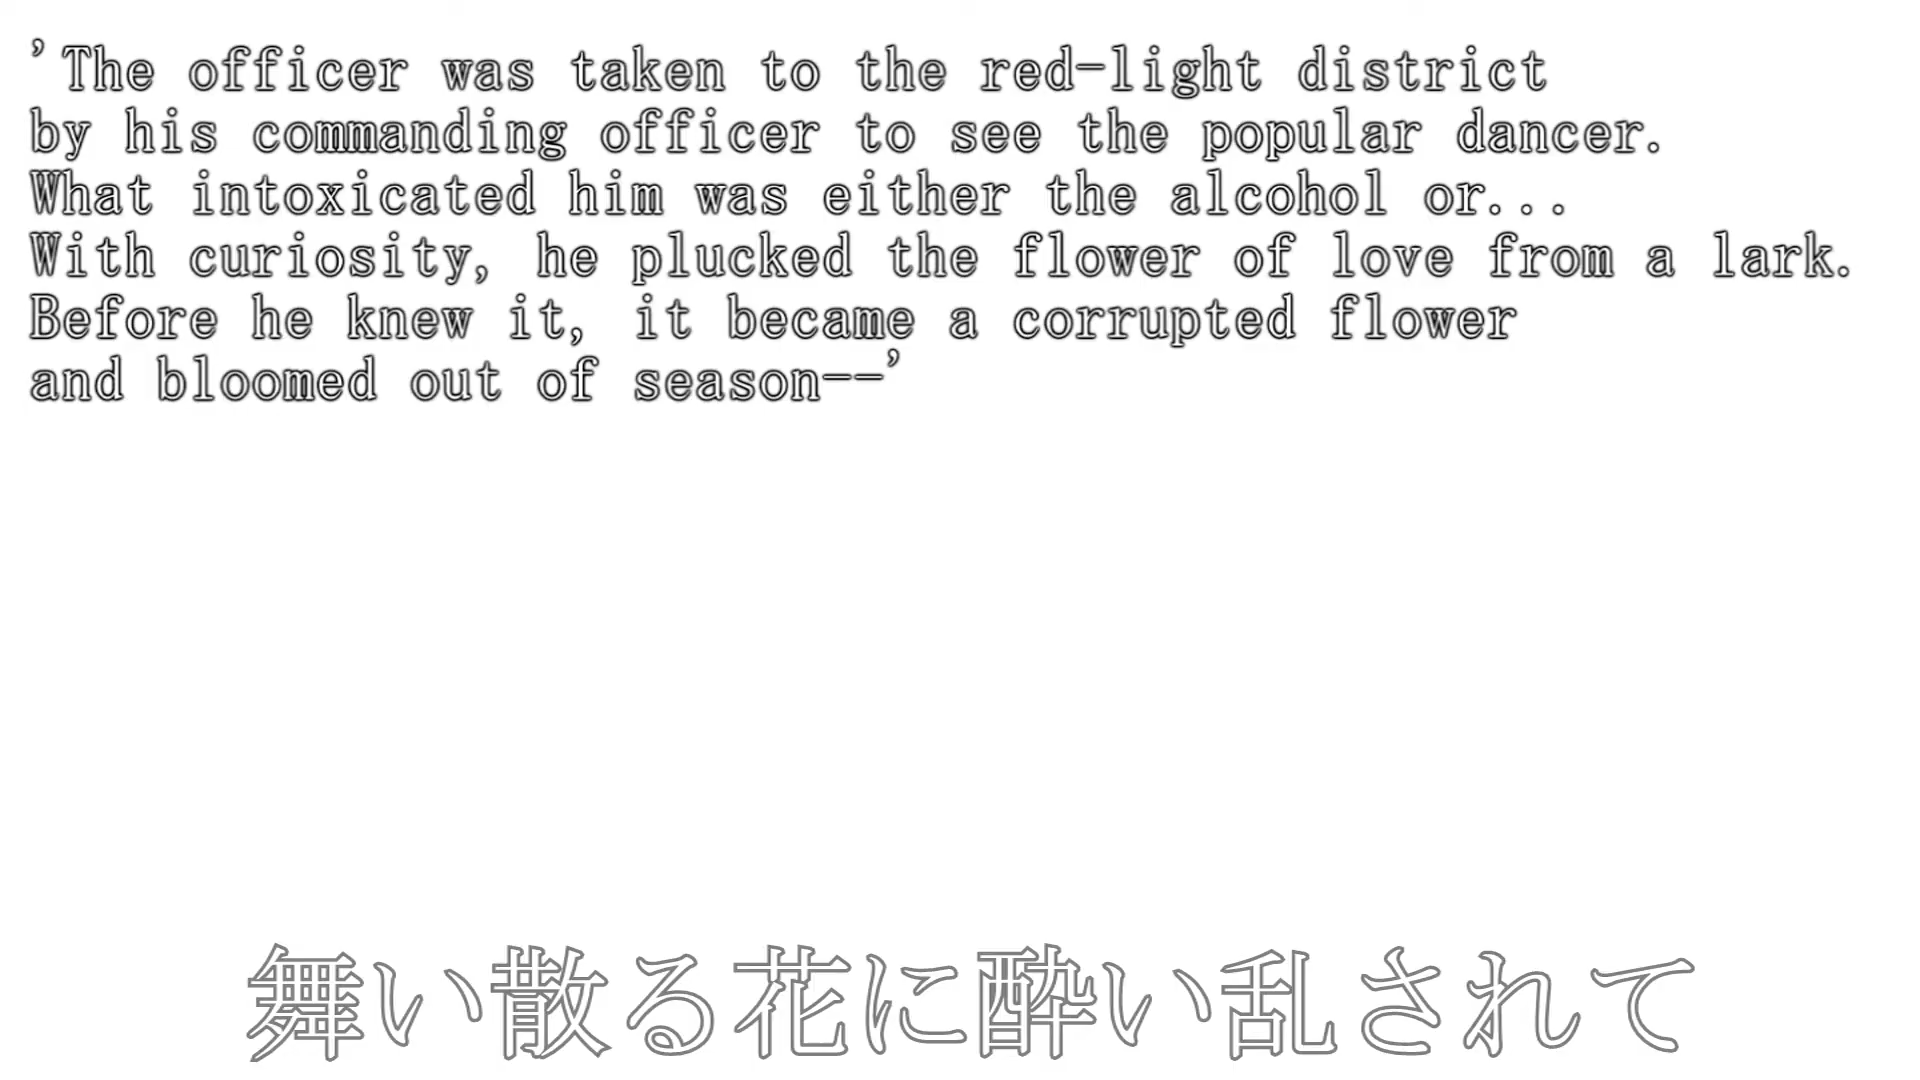 'The officer was taken to the red-light district
by his commanding officer to see the popular dancer.
What intoxicated him was either the alcohol or...
With curiosity, he plucked the flower of love from a lark.
Before he knew it, it became a corrupted flower
and bloomed out of season--'
舞い散る花に酔い乱されて